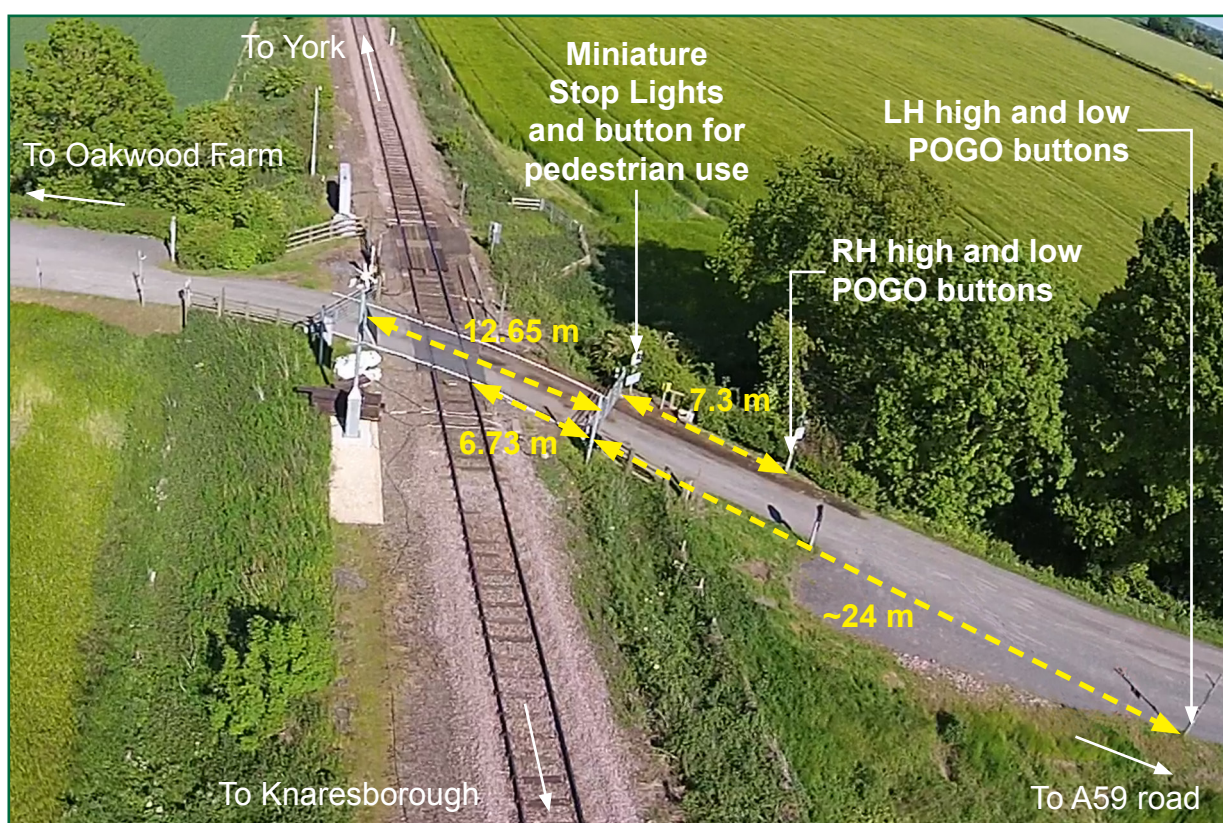 To York
Miniature
Stop Lights
and button for
pedestrian use
LH high and low
POGO buttons
To Oakwood Farm
RH high and low
POGO buttons
12.65 m
7.3 m
6.73 m
~24 m
To Knaresborough
To A59 road